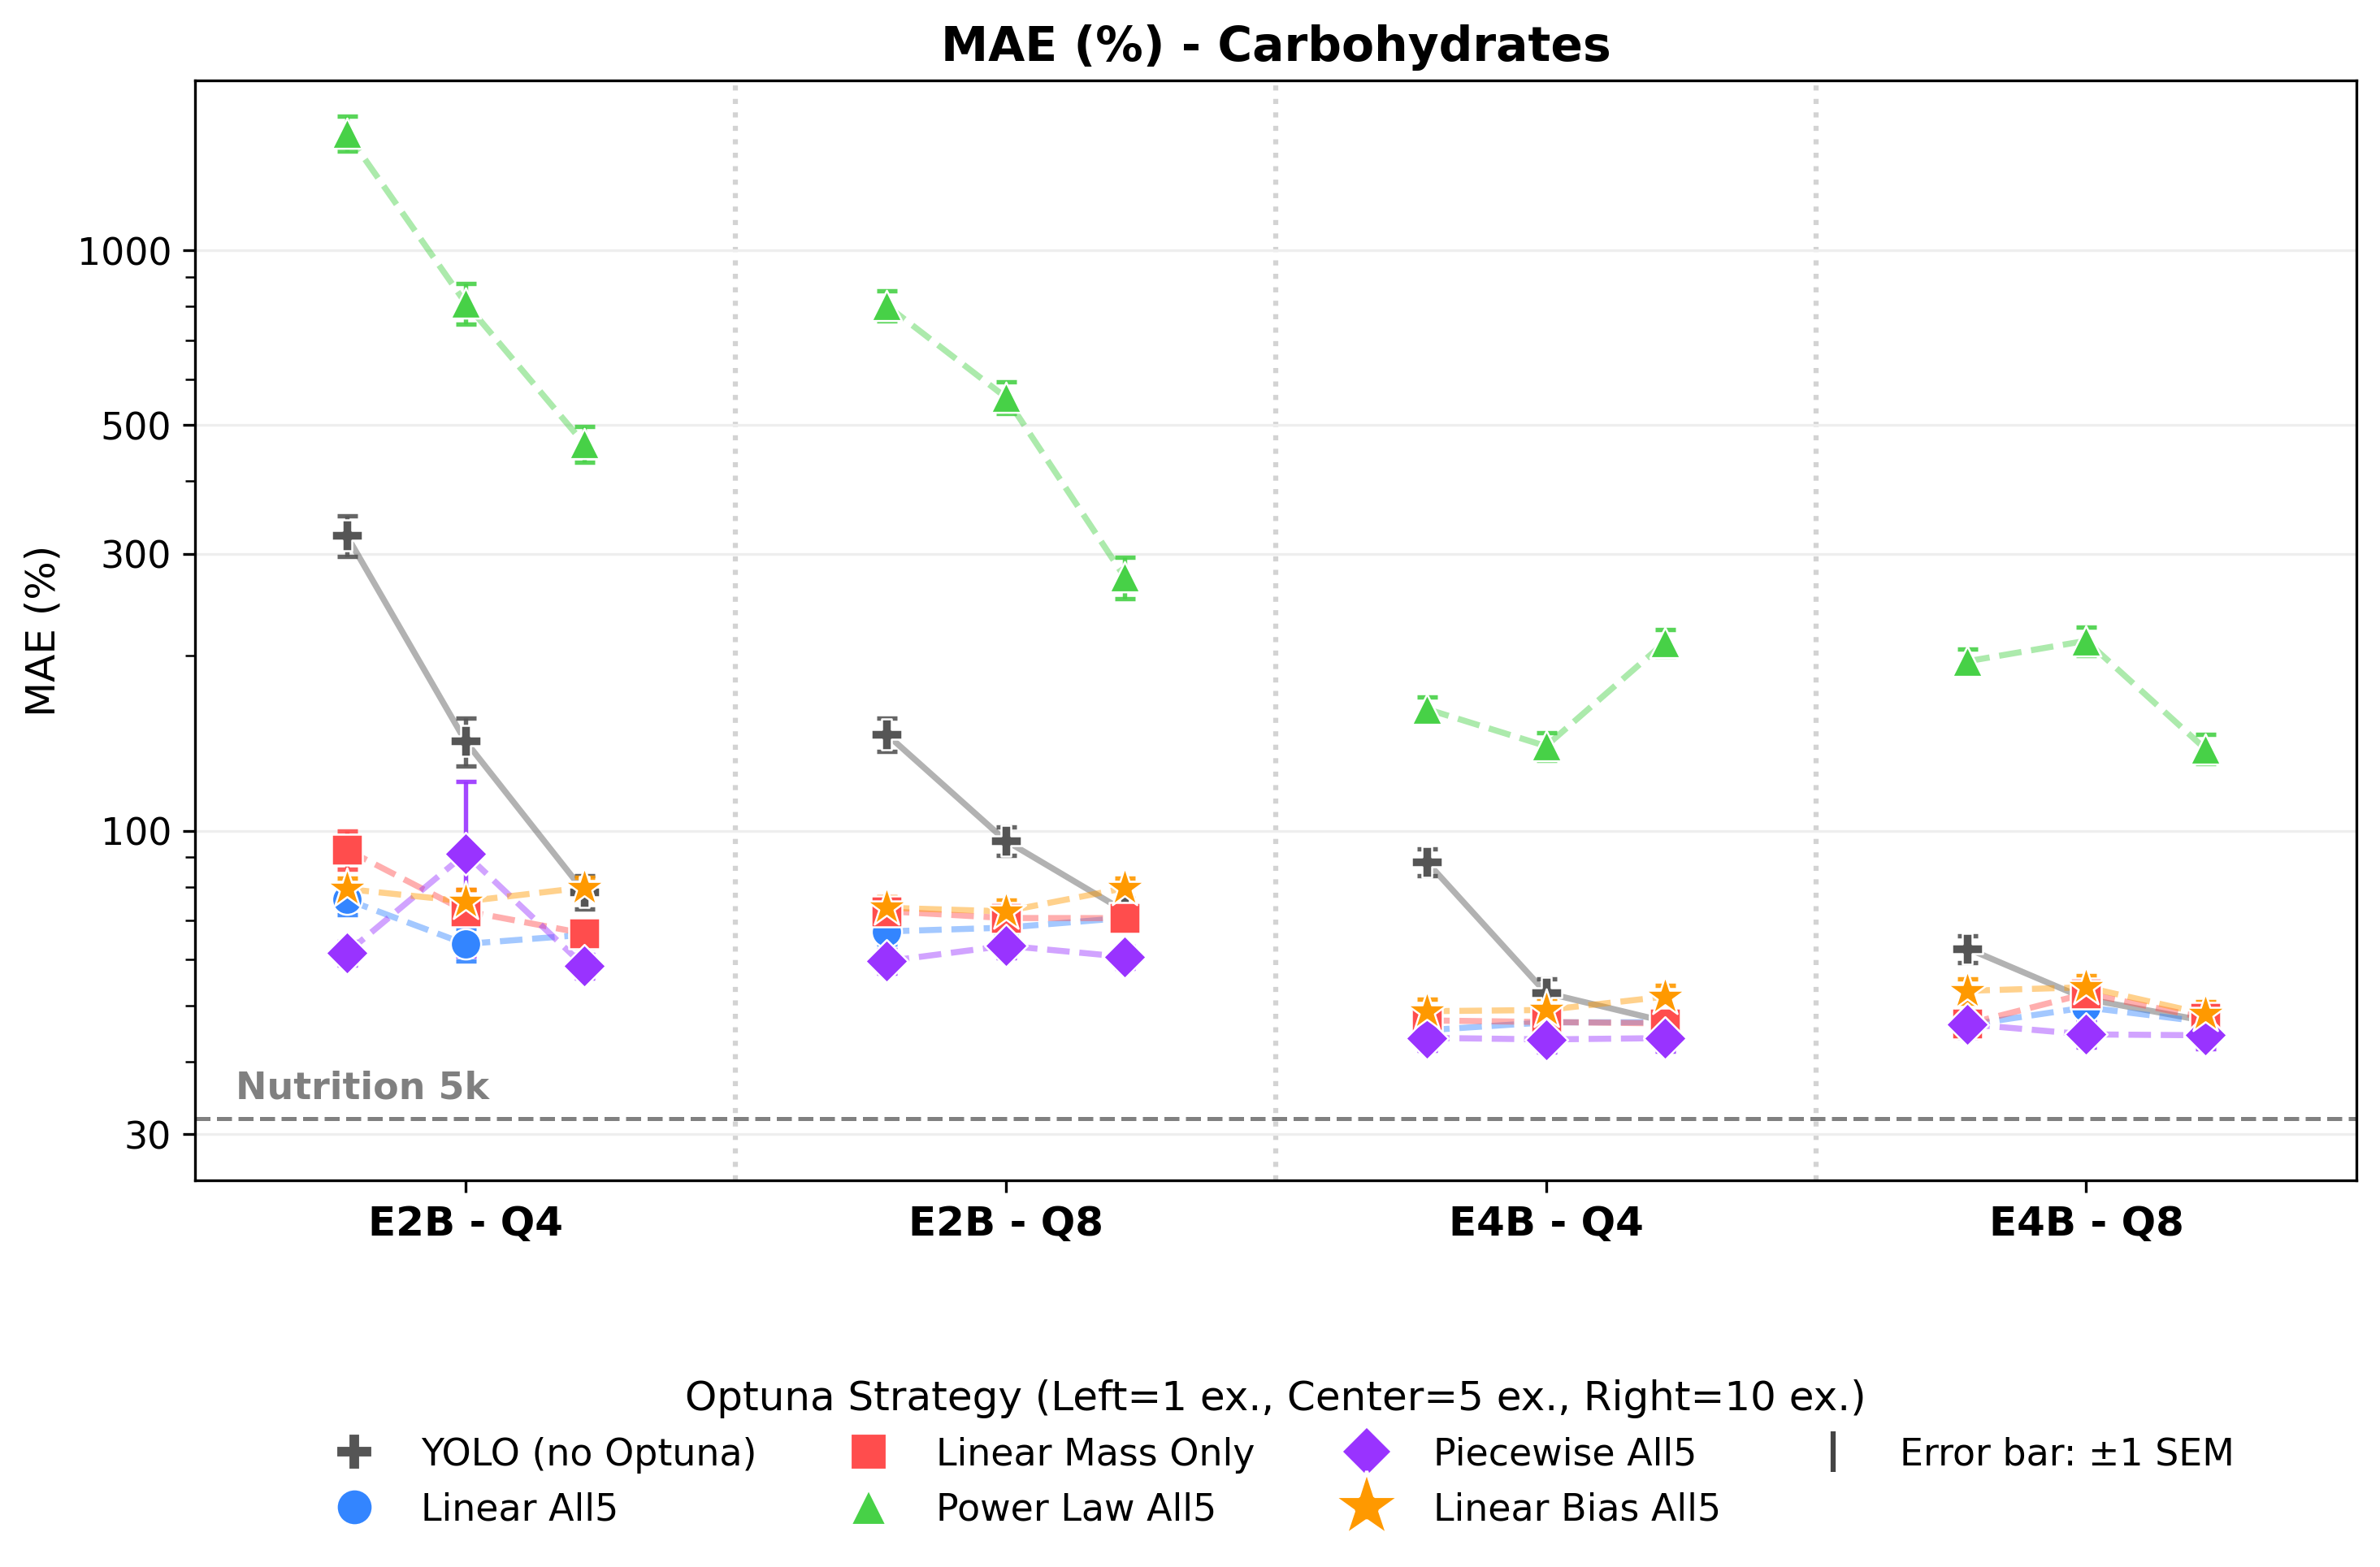 MAE (%) - Carbohydrates
MAE (%)
1000
500
300
100
30
Nutrition 5k
E2B - Q4
E2B - Q8
E4B - Q4
E4B - Q8
Optuna Strategy (Left=1 ex., Center=5 ex., Right=10 ex.)
YOLO (no Optuna)
Linear Mass Only
Piecewise All5
Error bar: ±1 SEM
Linear All5
Power Law All5
Linear Bias All5